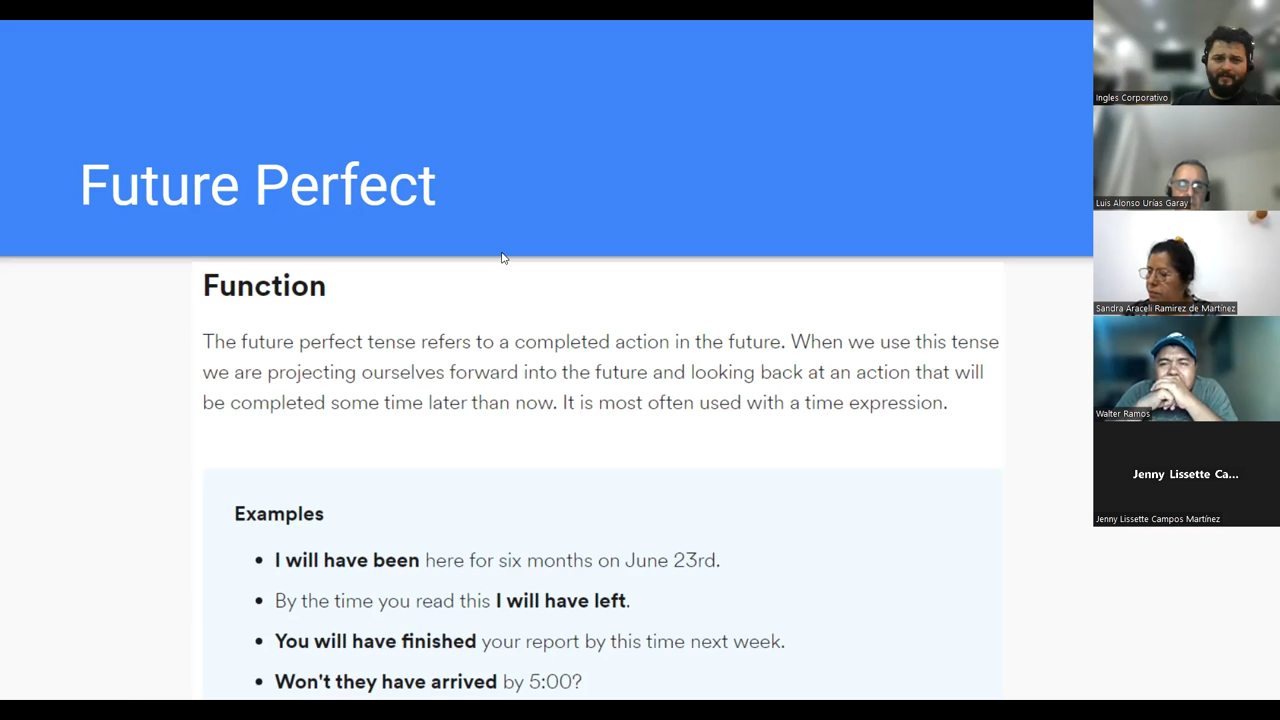 Future Perfect
Function
The future perfect tense refers to a completed action in the future. When we use this tense
we are projecting ourselves forward into the future and looking back at an action that will
be completed some time later than now. It is most often used with a time expression.
Examples
• I will have been here for six months on June 23rd.
• By the time you read this I will have left.
• You will have finished your report by this time next week.
• Won't they have arrived by 5:00?
Ingles Corporativo
Luis Alonso Urías Garay
Sandra Araceli Ramirez de Martínez
Walter Ramos
Jenny Lissette Ca...
Jenny Lissette Campos Martínez